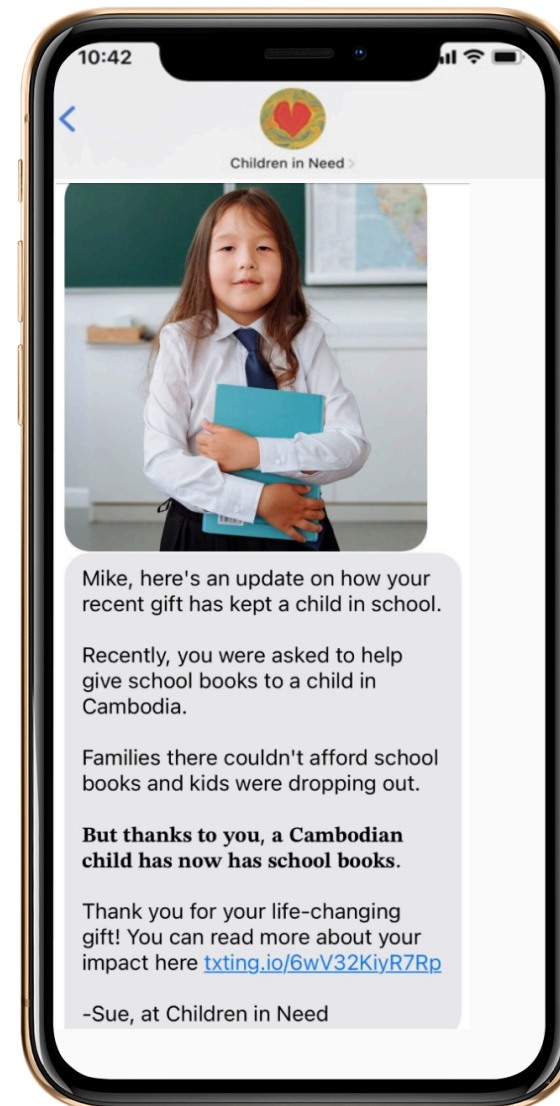 10:42
Children in Need
Mike, here's an update on how your
recent gift has kept a child in school.
Recently, you were asked to help
give school books to a child in
Cambodia.
Families there couldn't afford school
books and kids were dropping out.
But thanks to you, a Cambodian
child has now has school books.
Thank you for your life-changing
gift! You can read more about your
impact here txting.io/6wV32KiyR7Rp
-Sue, at Children in Need